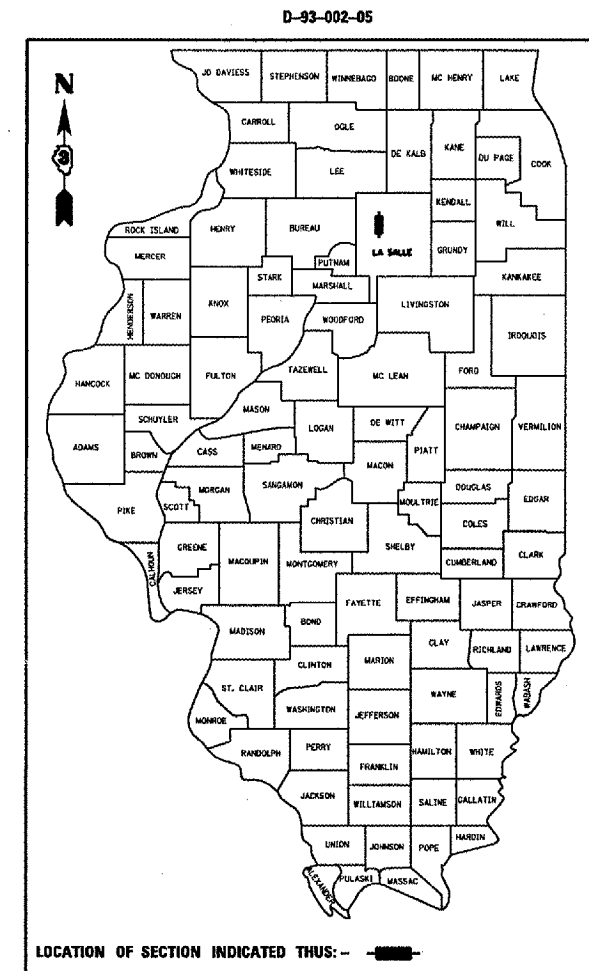 D-93-002-05
N
3
JO DAVIESS
STEPHENSON
WINNEBAGO
BOONE
MC HENRY
LAKE
CARROLL
OGLE
DE KALB
KANE
COOK
DU PAGE
WHITESIDE
LEE
KENDALL
WILL
ROCK ISLAND
HENRY
BUREAU
LA SALLE
GRUNDY
MERCER
PUTNAM
KANKAKEE
STARK
MARSHALL
HENDERSON
WARREN
KNOX
PEORIA
WOODFORD
LIVINGSTON
IROQUOIS
FORD
HANCOCK
MC DONOUGH
FULTON
TAZEWELL
MC LEAN
MASON
SCHUYLER
LOGAN
DE WITT
CHAMPAIGN
VERMILION
ADAMS
BROWN
CASS
MENARD
PIATT
MACON
PIKE
SCOTT
MORGAN
SANGAMON
MOULTRIE
DOUGLAS
EDGAR
CHRISTIAN
COLES
CALHOUN
GREENE
MACOUPIN
MONTGOMERY
SHELBY
CUMBERLAND
CLARK
JERSEY
FAYETTE
EFFINGHAM
JASPER
CRAWFORD
MADISON
BOND
CLAY
RICHLAND
LAWRENCE
CLINTON
MARION
ST. CLAIR
WAYNE
EDWARDS
WABASH
WASHINGTON
JEFFERSON
MONROE
RANDOLPH
PERRY
HAMILTON
WHITE
FRANKLIN
JACKSON
WILLIAMSON
SALINE
GALLATIN
UNION
JOHNSON
POPE
HARDIN
ALEXANDER
PULASKI
MASSAC
LOCATION OF SECTION INDICATED THUS: -